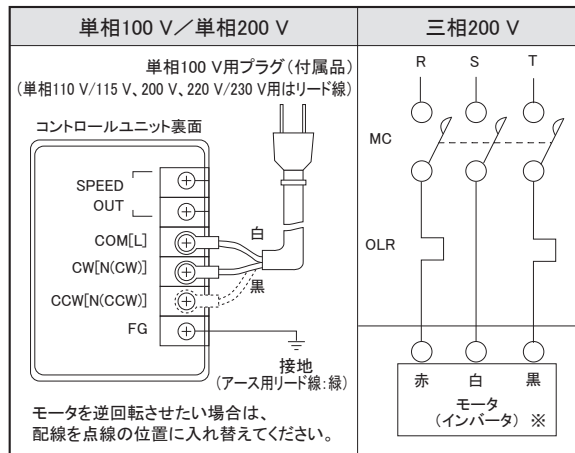 単相100 V／単相200 V
単相100 V用プラグ（付属品）
（単相110 V/115 V、200 V、220 V/230 V用はリード線）
コントロールユニット裏面
SPEED
OUT
COM[L]
CW[N(CW)]
CCW[N(CCW)]
FG
白
黒
接地
（アース用リード線：緑）
モータを逆回転させたい場合は、
配線を点線の位置に入れ替えてください。
三相200 V
R S T
MC
OLR
赤 白 黒
モータ
（インバータ） ※